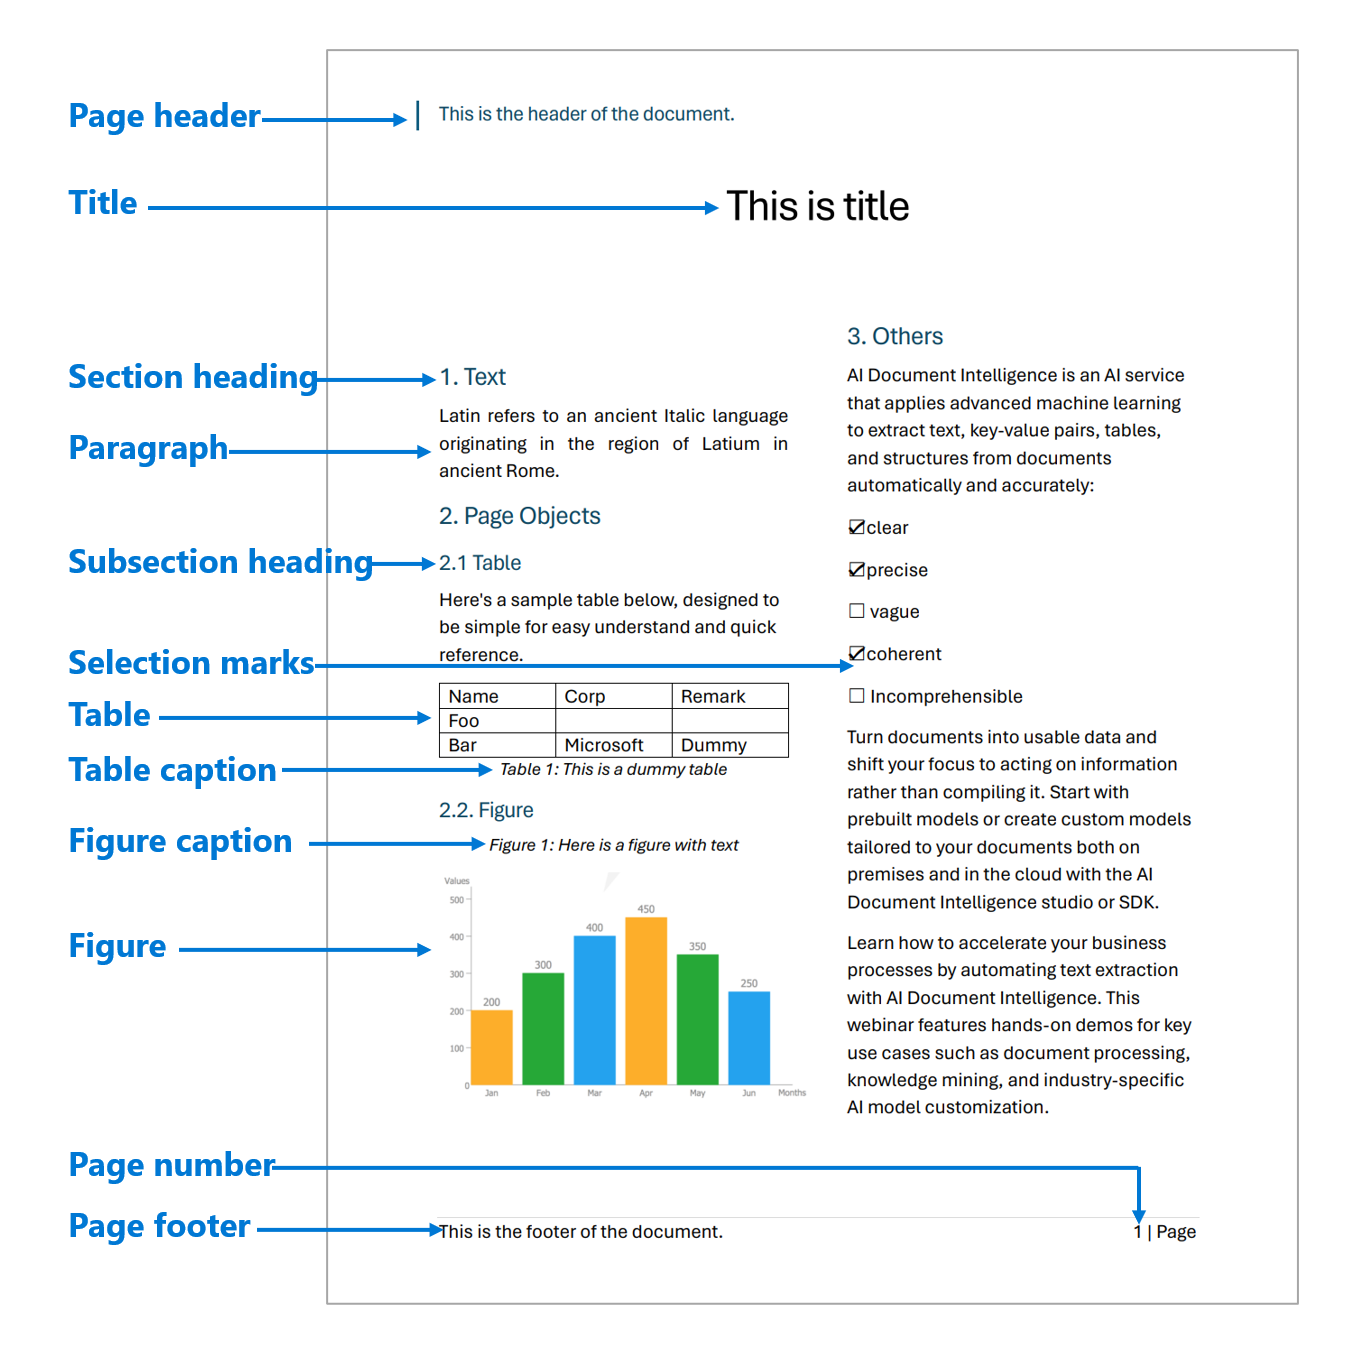 Page header
This is the header of the document.
Title
This is title
Section heading
1. Text
Paragraph
Latin refers to an ancient Italic language
originating in the region of Latium in
ancient Rome.
2. Page Objects
Subsection heading
2.1 Table
Here's a sample table below, designed to
be simple for easy understand and quick
reference.
Selection marks
Table
Name Corp Remark
Foo
Bar Microsoft Dummy
Table caption
Table 1: This is a dummy table
2.2. Figure
Figure caption
Figure 1: Here is a figure with text
Figure
Values
500
400
300
200
100
0
200
300
400
450
350
250
Jan Feb Mar Apr May Jun Months
3. Others
AI Document Intelligence is an AI service
that applies advanced machine learning
to extract text, key-value pairs, tables,
and structures from documents
automatically and accurately:
☑clear
☑precise
☐ vague
☑coherent
☐ Incomprehensible
Turn documents into usable data and
shift your focus to acting on information
rather than compiling it. Start with
prebuilt models or create custom models
tailored to your documents both on
premises and in the cloud with the AI
Document Intelligence studio or SDK.
Learn how to accelerate your business
processes by automating text extraction
with AI Document Intelligence. This
webinar features hands-on demos for key
use cases such as document processing,
knowledge mining, and industry-specific
AI model customization.
Page number
Page footer
This is the footer of the document.
1 | Page